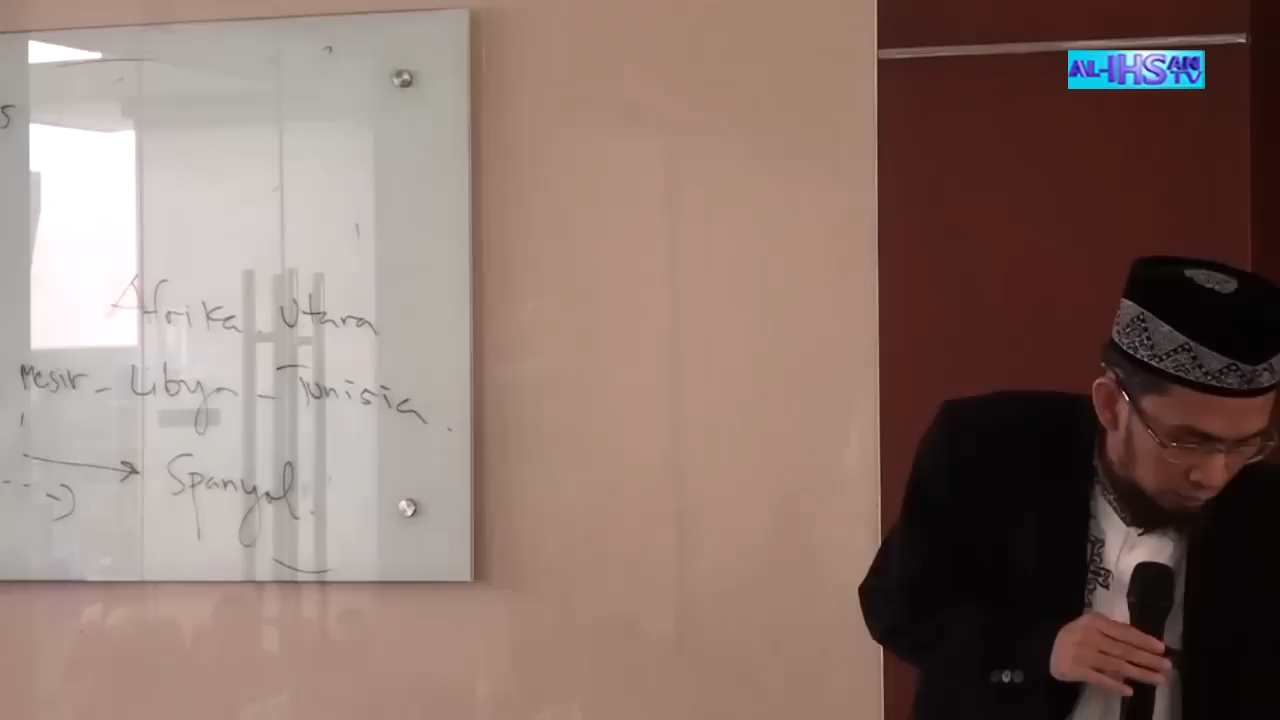 AL-IHSAN TV
s
Afrika Utara
Mesir - Libya - Tunisia.
Spanyol.